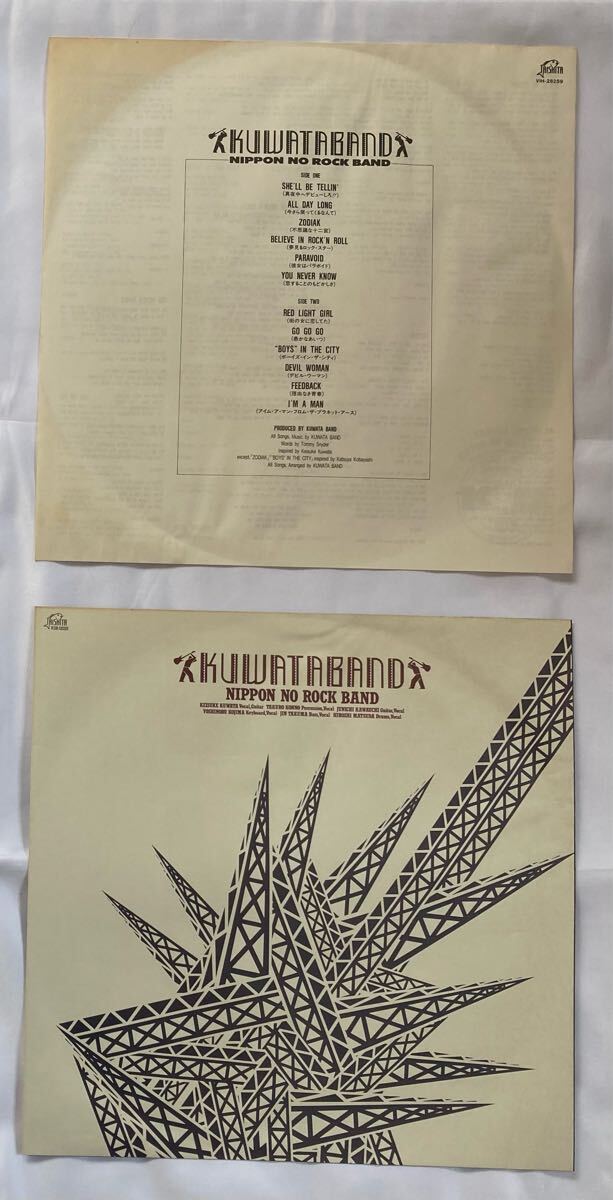 TAISHITA
VIH-28259
KUWATABAND
NIPPON NO ROCK BAND
SIDE ONE
SHE'LL BE TELLIN'
(真夜中へデビューしろ!!)
ALL DAY LONG
(今さら戻ってくるなんて)
ZODIAK
(不思議な十二宮)
BELIEVE IN ROCK'N ROLL
(夢見るロック・スター)
PARAVOID
(彼女はパラボイド)
YOU NEVER KNOW
(恋することのもどかしさ)
SIDE TWO
RED LIGHT GIRL
(街の女に恋してた)
GO GO GO
(愚かなあいつ)
"BOYS" IN THE CITY
(ボーイズ・イン・ザ・シティ)
DEVIL WOMAN
(デビル・ウーマン)
FEEDBACK
(理由なき青春)
I'M A MAN
(アイム・ア・マン・フロム・ザ・プラネット・アース)
PRODUCED BY KUWATA BAND
All Songs, Music by KUWATA BAND
Words by Tommy Snyder
inspired by Keisuke Kuwata
except, "ZODIAK," "'BOYS' IN THE CITY, inspired by Katsuya Kobayashi
All Songs, Arranged by KUWATA BAND
TAISHITA
KUWATABAND
NIPPON NO ROCK BAND
KEISUKE KUWATA Vocal, Guitar TAKURO KONNO Percussion, Vocal JUNICHI KAWAUCHI Guitar, Vocal
YOSHINOBU KOJIMA Keyboard, Vocal JIN TAKUMA Bass, Vocal HIROSHI MATSUDA Drums, Vocal